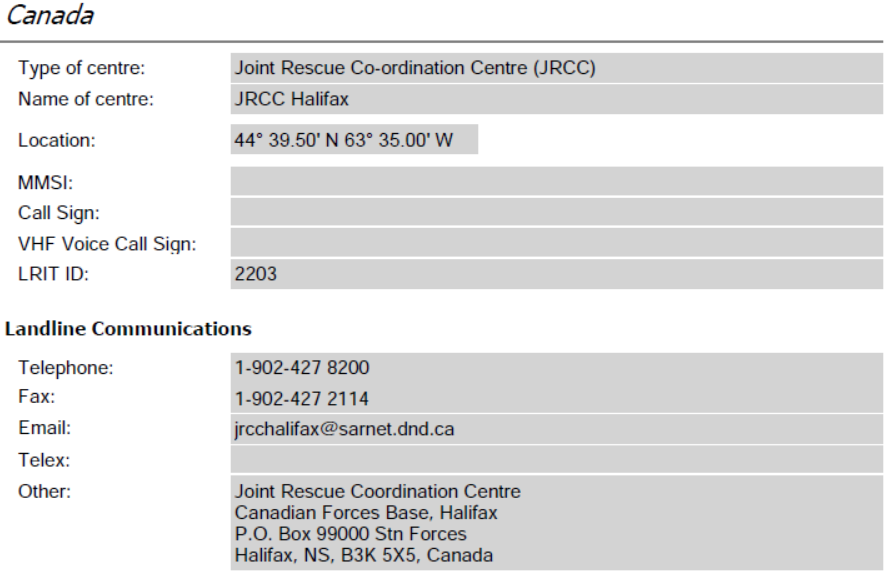 Canada
Type of centre: Joint Rescue Co-ordination Centre (JRCC)
Name of centre: JRCC Halifax
Location: 44° 39.50' N 63° 35.00' W
MMSI:
Call Sign:
VHF Voice Call Sign:
LRIT ID: 2203
Landline Communications
Telephone: 1-902-427 8200
Fax: 1-902-427 2114
Email: jrcchalifax@sarnet.dnd.ca
Telex:
Other: Joint Rescue Coordination Centre
Canadian Forces Base, Halifax
P.O. Box 99000 Stn Forces
Halifax, NS, B3K 5X5, Canada